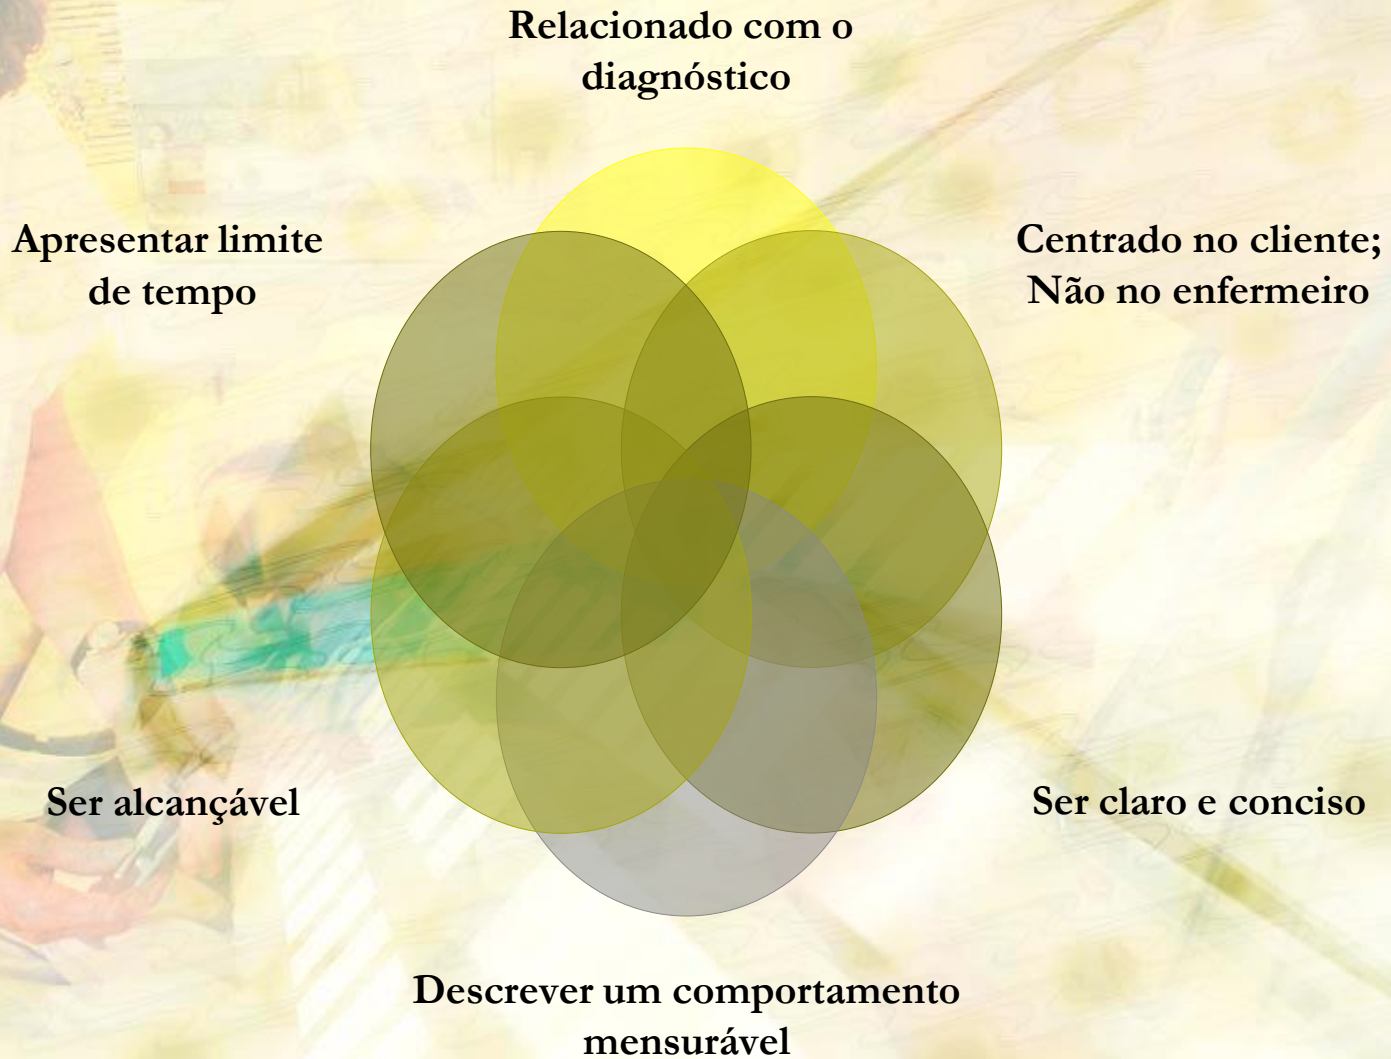 Relacionado com o
diagnóstico
Apresentar limite
de tempo
Centrado no cliente;
Não no enfermeiro
Ser alcançável
Ser claro e conciso
Descrever um comportamento
mensurável